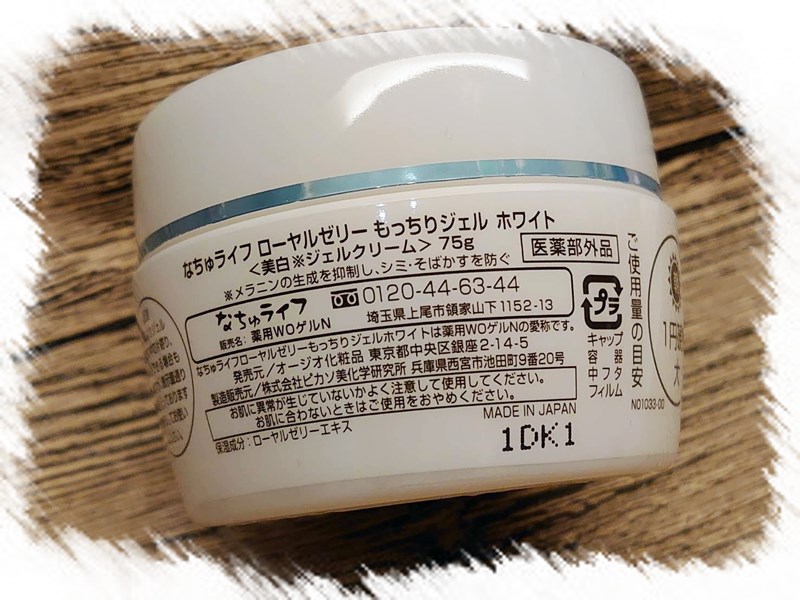 なちゅライフ ローヤルゼリー もっちりジェル ホワイト
＜美白※ジェルクリーム＞ 75g
医薬部外品
※メラニンの生成を抑制し、シミ・そばかすを防ぐ
なちゅライフ
0120-44-63-44
埼玉県上尾市領家山下1152-13
販売名：薬用WOゲルN
なちゅライフローヤルゼリーもっちりジェルホワイトは薬用WOゲルNの愛称です。
発売元／オージオ化粧品 東京都中央区銀座2-14-5
製造販売元／株式会社ピカソ美化学研究所 兵庫県西宮市池田町9番20号
お肌に異常が生じていないかよく注意して使用してください。
お肌に合わないときはご使用をおやめください。
保湿成分：ローヤルゼリーエキス
MADE IN JAPAN
1DK1
プラ
キャップ
容器
中フタ
フィルム
N01033-00
ご使用量の目安
1円